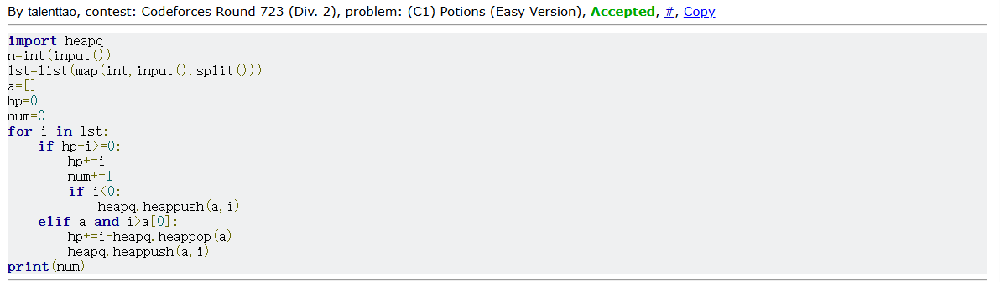 By talenttao, contest: Codeforces Round 723 (Div. 2), problem: (C1) Potions (Easy Version), Accepted, #, Copy
import heapq
n=int(input())
lst=list(map(int,input().split()))
a=[]
hp=0
num=0
for i in lst:
    if hp+i>=0:
        hp+=i
        num+=1
        if i<0:
            heapq.heappush(a,i)
    elif a and i>a[0]:
        hp+=i-heapq.heappop(a)
        heapq.heappush(a,i)
print(num)